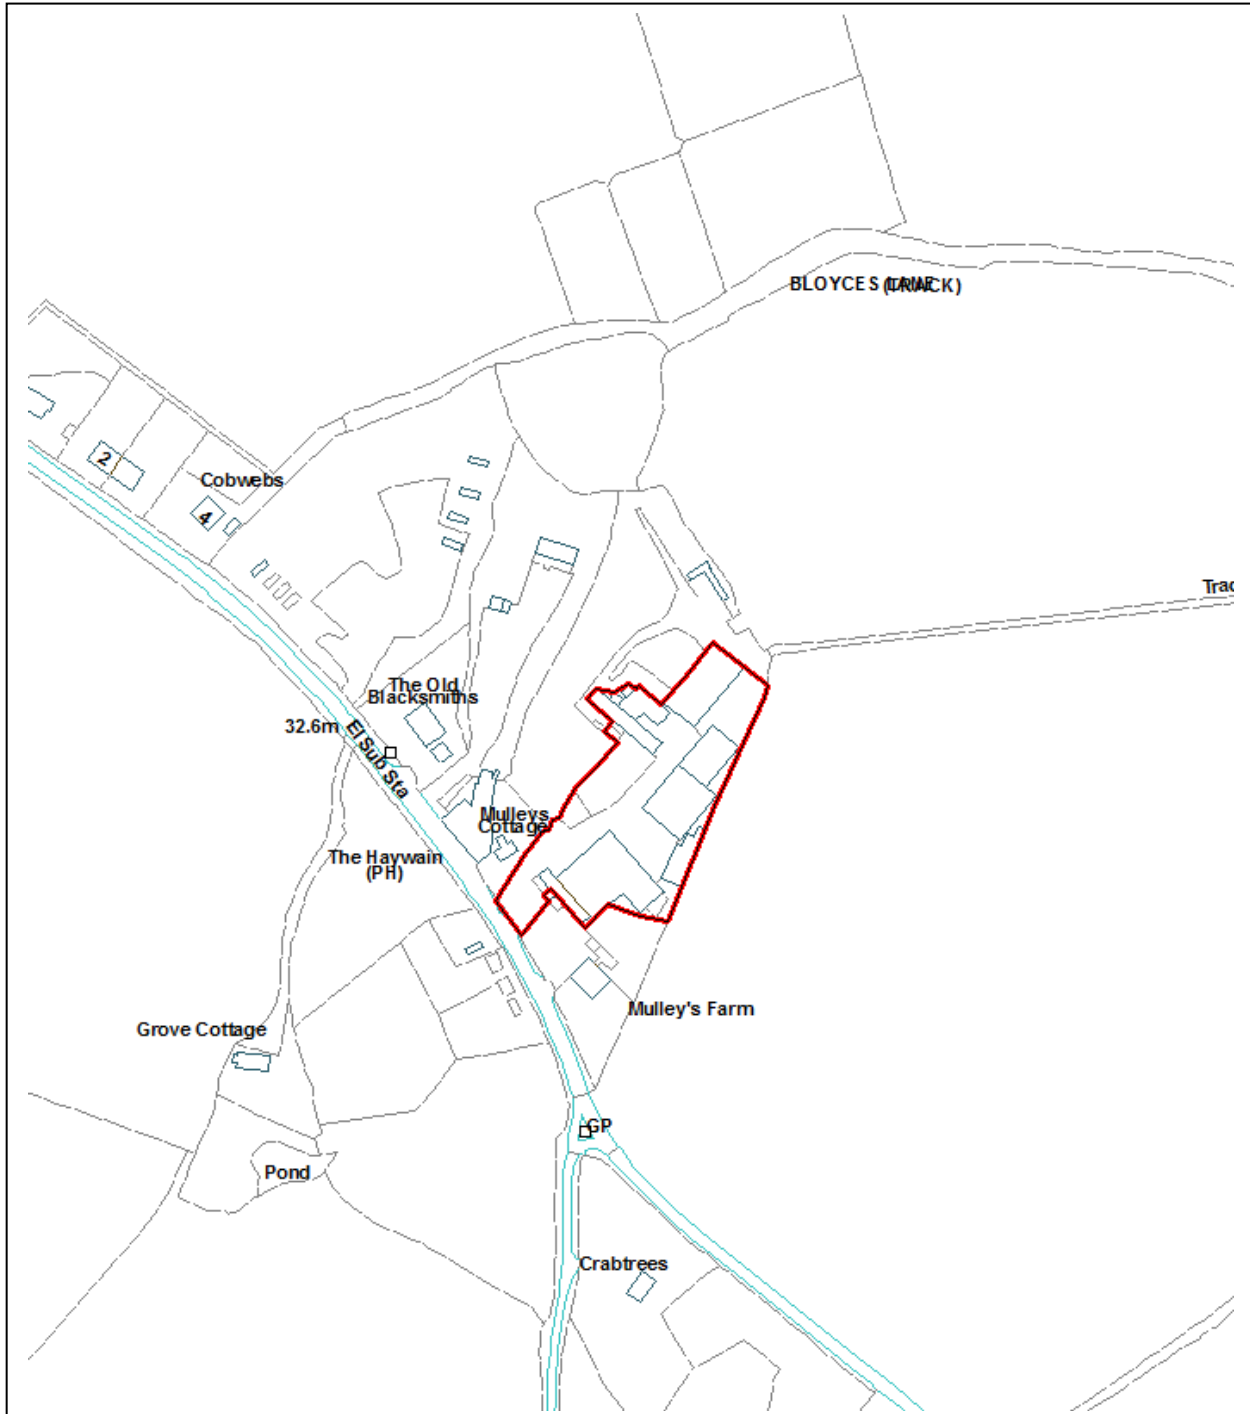 BLOYCES LANE
(TRACK)
2
Cobwebs
4
Trac
The Old
Blacksmiths
32.6m
El Sub Sta
Mulleys
Cottage
The Haywain
(PH)
Mulley's Farm
Grove Cottage
GP
Pond
Crabtrees